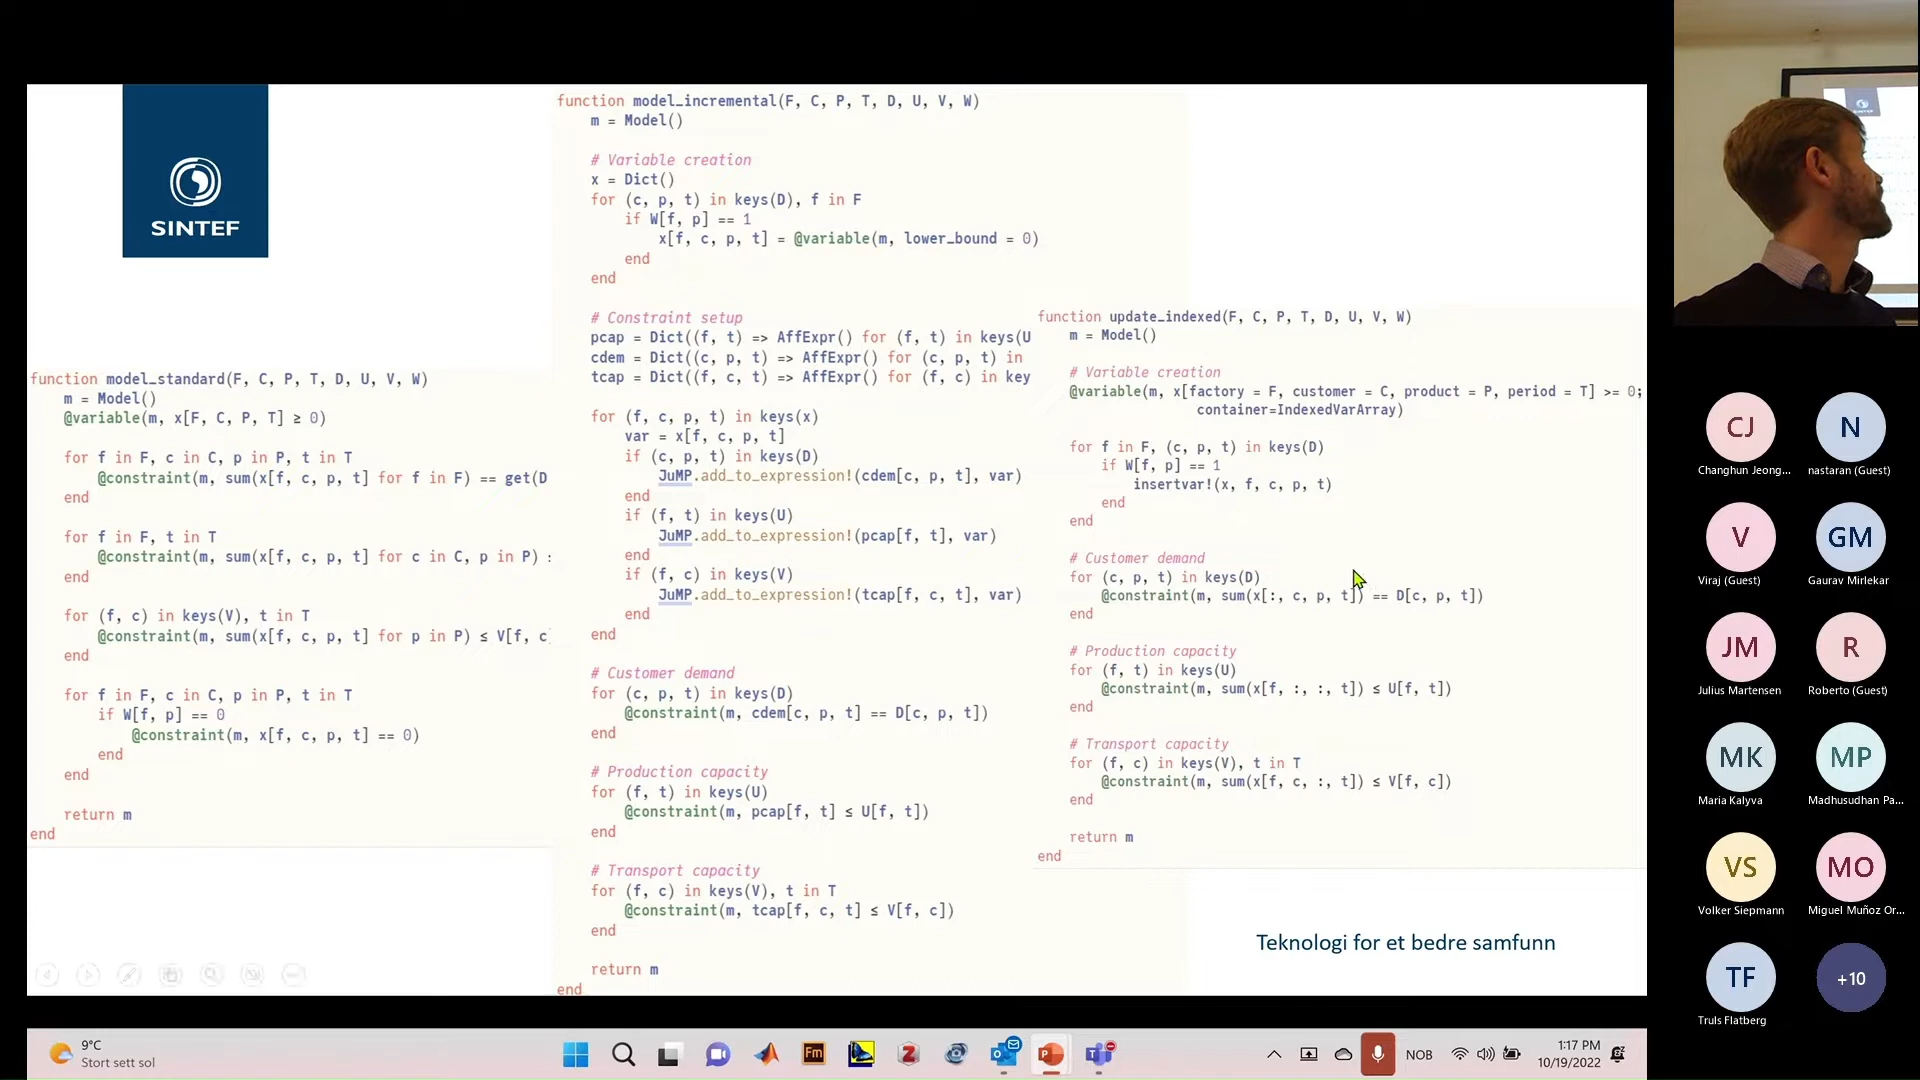 SINTEF
function model_standard(F, C, P, T, D, U, V, W)
m = Model()
@variable(m, x[F, C, P, T] ≥ 0)
for f in F, c in C, p in P, t in T
@constraint(m, sum(x[f, c, p, t] for f in F) == get(D
end
for f in F, t in T
@constraint(m, sum(x[f, c, p, t] for c in C, p in P)
end
for (f, c) in keys(V), t in T
@constraint(m, sum(x[f, c, p, t] for p in P) ≤ V[f, c]
end
for f in F, c in C, p in P, t in T
if W[f, p] == 0
@constraint(m, x[f, c, p, t] == 0)
end
end
return m
end
function model_incremental(F, C, P, T, D, U, V, W)
m = Model()
# Variable creation
x = Dict()
for (c, p, t) in keys(D), f in F
if W[f, p] == 1
x[f, c, p, t] = @variable(m, lower_bound = 0)
end
end
# Constraint setup
pcap = Dict((f, t) => AffExpr() for (f, t) in keys(U
cdem = Dict((c, p, t) => AffExpr() for (c, p, t) in
tcap = Dict((f, c, t) => AffExpr() for (f, c) in key
for (f, c, p, t) in keys(x)
var = x[f, c, p, t]
if (c, p, t) in keys(D)
JuMP.add_to_expression!(cdem[c, p, t], var)
end
if (f, t) in keys(U)
JuMP.add_to_expression!(pcap[f, t], var)
end
if (f, c) in keys(V)
JuMP.add_to_expression!(tcap[f, c, t], var)
end
end
# Customer demand
for (c, p, t) in keys(D)
@constraint(m, cdem[c, p, t] == D[c, p, t])
end
# Production capacity
for (f, t) in keys(U)
@constraint(m, pcap[f, t] ≤ U[f, t])
end
# Transport capacity
for (f, c) in keys(V), t in T
@constraint(m, tcap[f, c, t] ≤ V[f, c])
end
return m
end
function update_indexed(F, C, P, T, D, U, V, W)
m = Model()
# Variable creation
@variable(m, x[factory = F, customer = C, product = P, period = T] >= 0;
container=IndexedVarArray)
for f in F, (c, p, t) in keys(D)
if W[f, p] == 1
insertvar!(x, f, c, p, t)
end
end
# Customer demand
for (c, p, t) in keys(D)
@constraint(m, sum(x[:, c, p, t]) == D[c, p, t])
end
# Production capacity
for (f, t) in keys(U)
@constraint(m, sum(x[f, :, :, t]) ≤ U[f, t])
end
# Transport capacity
for (f, c) in keys(V), t in T
@constraint(m, sum(x[f, c, :, t]) ≤ V[f, c])
end
return m
end
Teknologi for et bedre samfunn
CJ
Changhun Jeong...
N
nastaran (Guest)
V
Viraj (Guest)
GM
Gaurav Mirlekar
JM
Julius Martensen
R
Roberto (Guest)
MK
Maria Kalyva
MP
Madhusudhan Pa...
VS
Volker Siepmann
MO
Miguel Muñoz Or...
TF
Truls Flatberg
+10
9°C
Stort sett sol
Fm
NOB
1:17 PM
10/19/2022